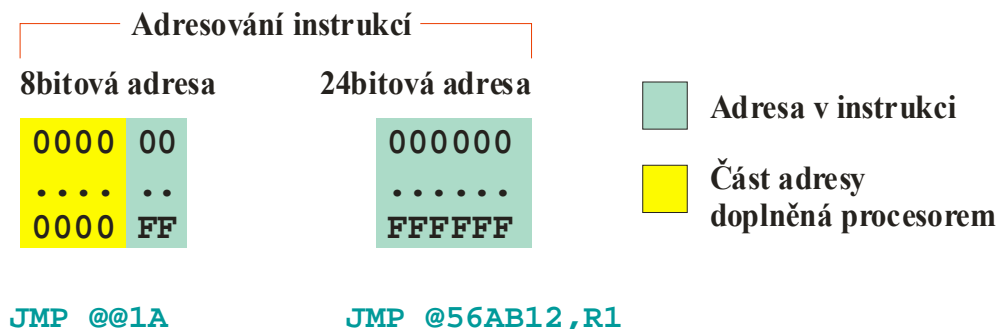 Adresování instrukcí
8bitová adresa 24bitová adresa
0000 00 000000
.... .. ......
0000 FF FFFFFF
Adresa v instrukci
Část adresy
doplněná procesorem
JMP @@1A JMP @56AB12,R1